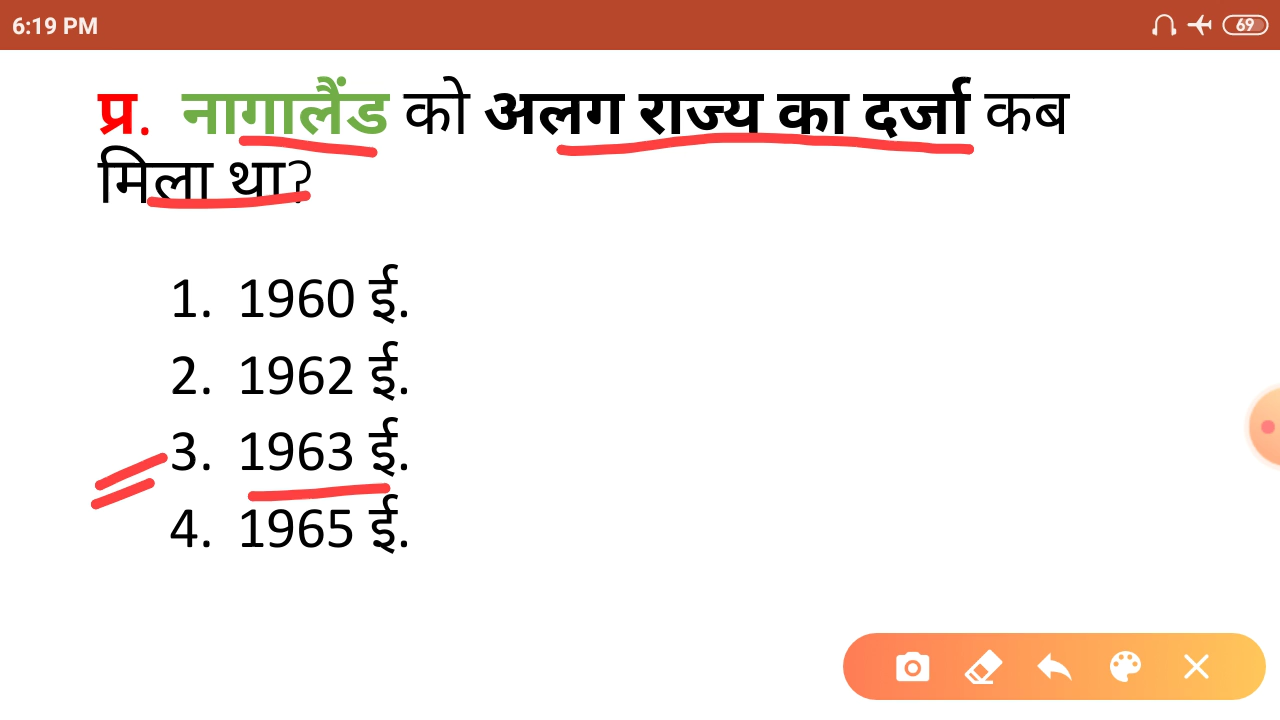 6:19 PM
69
प्र. नागालैंड को अलग राज्य का दर्जा कब
मिला था?
1. 1960 ई.
2. 1962 ई.
3. 1963 ई.
4. 1965 ई.